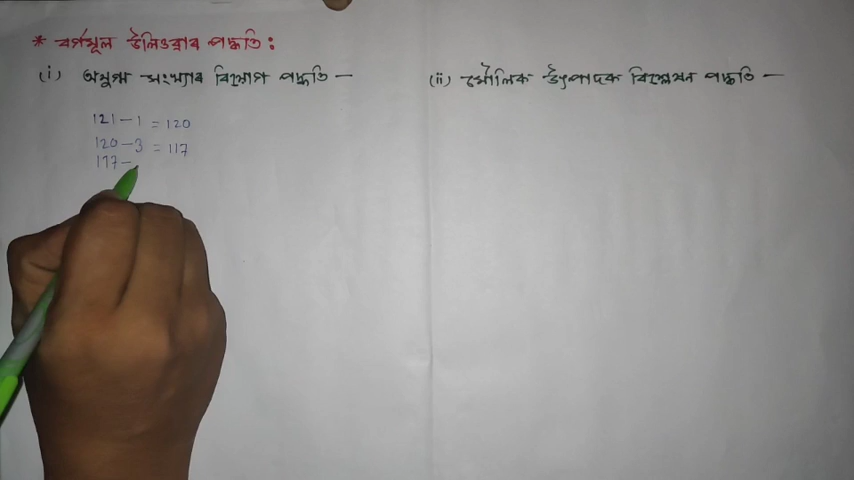 * বৰ্গমূল উলিওৱাৰ পদ্ধতি :
(i) অযুগ্ম সংখ্যাৰ বিয়োগ পদ্ধতি —
(ii) মৌলিক উৎপাদক বিশ্লেষন পদ্ধতি —
121 - 1 = 120
120 - 3 = 117
117 -